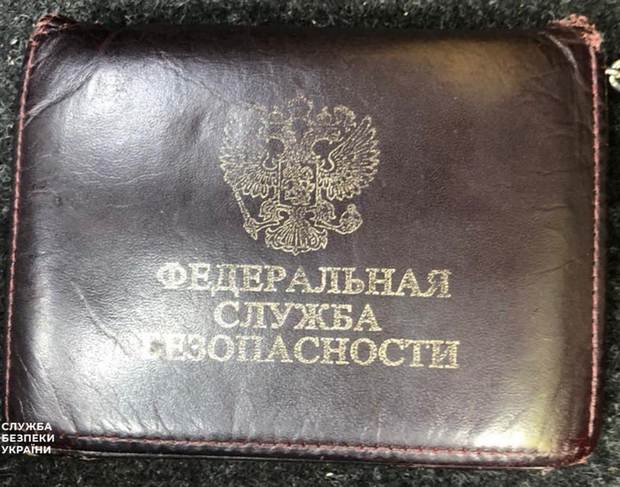 ФЕДЕРАЛЬНАЯ
СЛУЖБА
БЕЗОПАСНОСТИ
СЛУЖБА
БЕЗПЕКИ
УКРАЇНИ